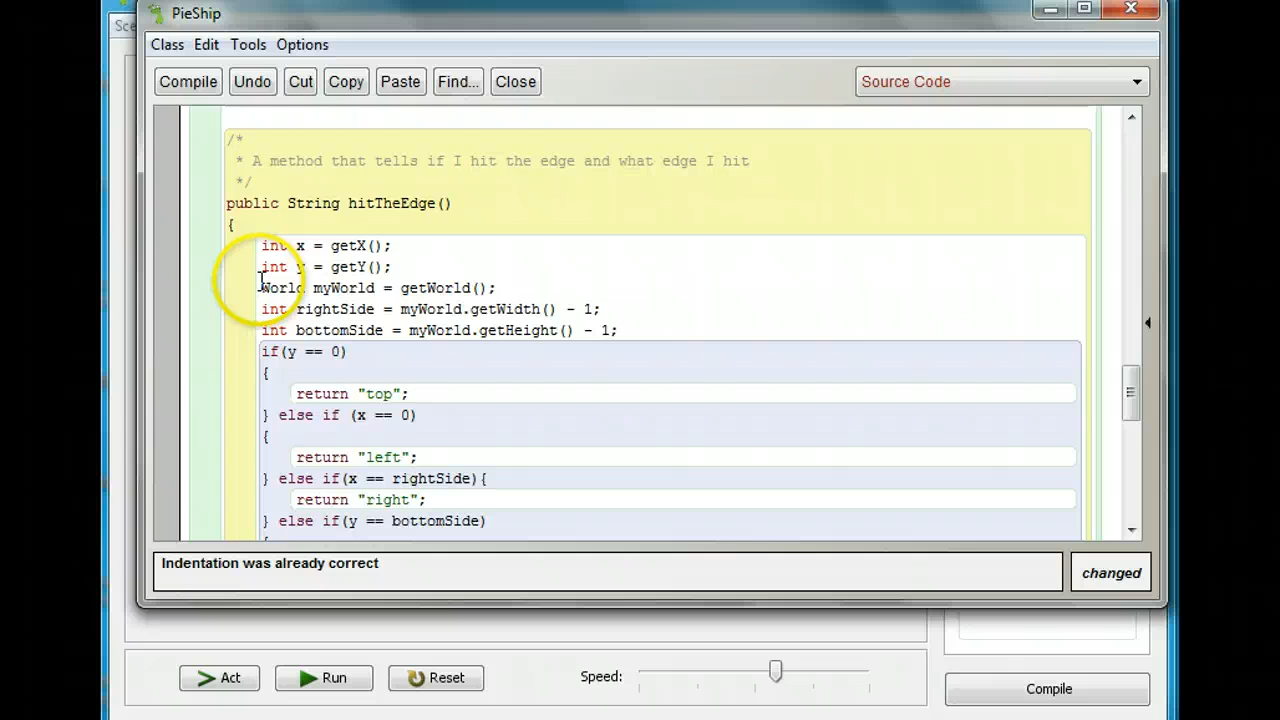 PieShip
Sce
Class Edit Tools Options
Compile Undo Cut Copy Paste Find... Close Source Code
/*
* A method that tells if I hit the edge and what edge I hit
*/
public String hitTheEdge()
{
int x = getX();
int y = getY();
World myWorld = getWorld();
int rightSide = myWorld.getWidth() - 1;
int bottomSide = myWorld.getHeight() - 1;
if(y == 0)
{
return "top";
} else if (x == 0)
{
return "left";
} else if(x == rightSide){
return "right";
} else if(y == bottomSide)
Indentation was already correct
changed
Act Run Reset Speed: Compile